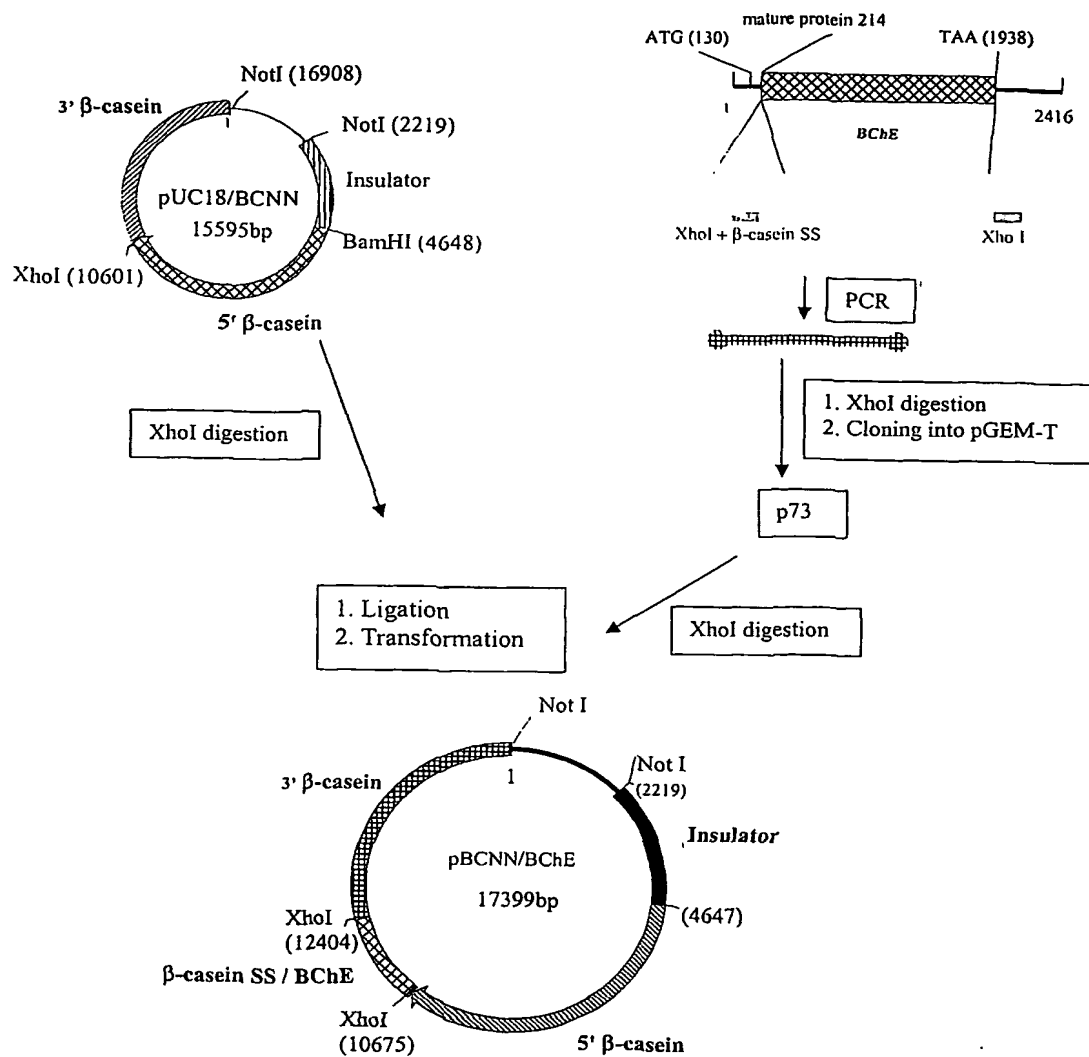 NotI (16908)
3' β-casein
NotI (2219)
Insulator
pUC18/BCNN
15595bp
BamHI (4648)
XhoI (10601)
5' β-casein
mature protein 214
ATG (130)
TAA (1938)
1
2416
BChE
XhoI + β-casein SS
Xho I
PCR
1. XhoI digestion
2. Cloning into pGEM-T
XhoI digestion
p73
1. Ligation
2. Transformation
XhoI digestion
Not I
3' β-casein
1
Not I
(2219)
Insulator
pBCNN/BChE
17399bp
(4647)
XhoI
(12404)
β-casein SS / BChE
XhoI
(10675)
5' β-casein